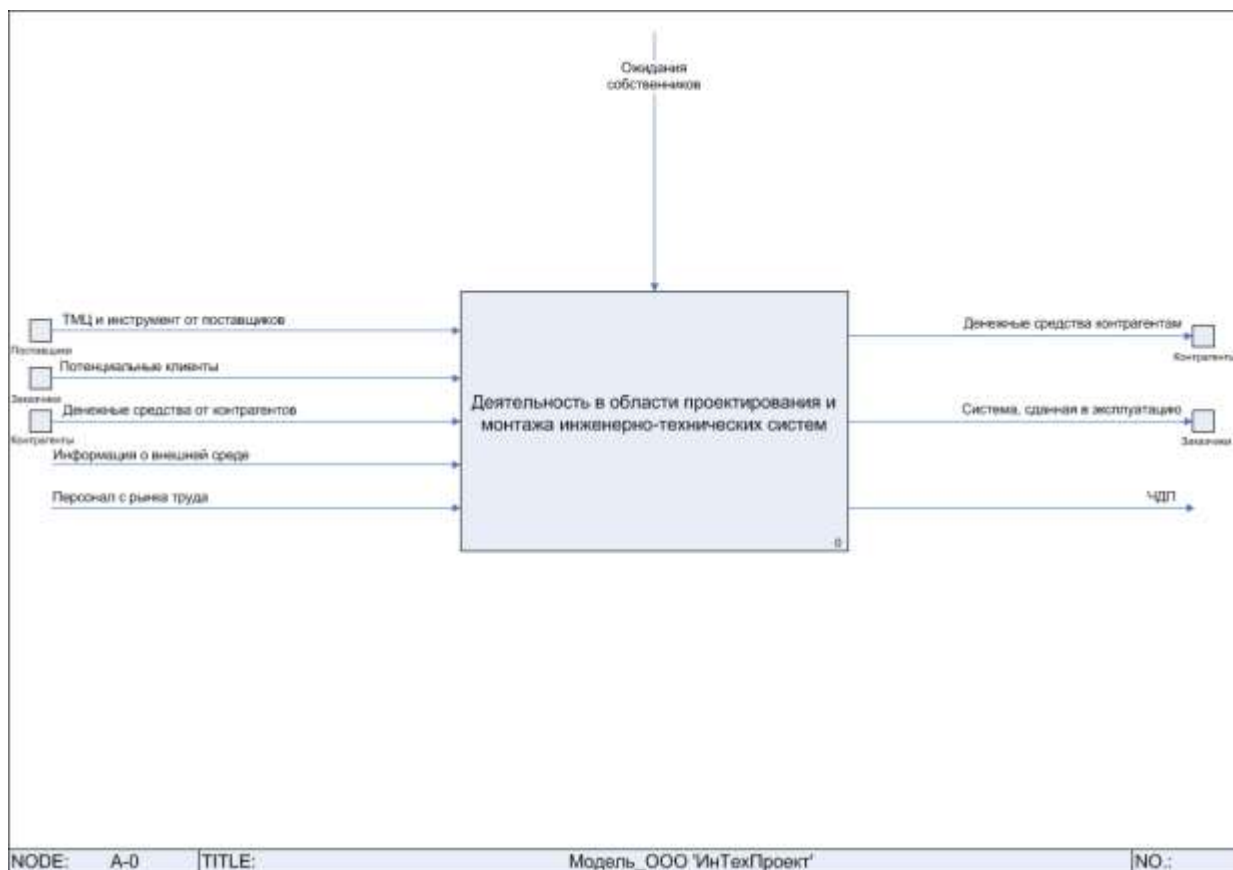 Ожидания
собственников
ТМЦ и инструмент от поставщиков
Поставщики
Потенциальные клиенты
Заказчики
Денежные средства от контрагентов
Контрагенты
Информация о внешней среде
Персонал с рынка труда
Деятельность в области проектирования и
монтажа инженерно-технических систем
0
Денежные средства контрагентам
Контрагенты
Система, сданная в эксплуатацию
Заказчики
ЧДП
NODE: A-0 TITLE: Модель_ООО 'ИнТехПроект' NO.: